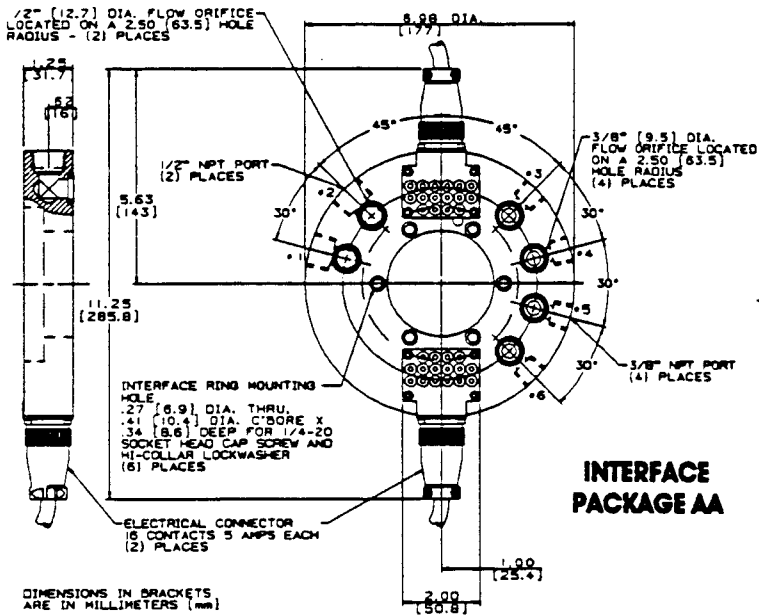 1/2" [12.7] DIA. FLOW ORIFICE
LOCATED ON A 2.50 [63.5] HOLE
RADIUS - (2) PLACES
6.98 DIA.
[177]
1.25
[31.7]
.62
[16]
45°
45°
3/8" [9.5] DIA.
FLOW ORIFICE LOCATED
ON A 2.50 [63.5]
HOLE RADIUS
(4) PLACES
1/2" NPT PORT
(2) PLACES
5.63
[143]
30°
#2
#3
30°
#1
#4
30°
11.25
[285.8]
#5
30°
3/8" NPT PORT
(4) PLACES
#6
INTERFACE RING MOUNTING
HOLE
.27 [6.9] DIA. THRU,
.41 [10.4] DIA. C'BORE X
.34 [8.6] DEEP FOR 1/4-20
SOCKET HEAD CAP SCREW AND
HI-COLLAR LOCKWASHER
(6) PLACES
INTERFACE
PACKAGE AA
ELECTRICAL CONNECTOR
16 CONTACTS 5 AMPS EACH
(2) PLACES
1.00
[25.4]
2.00
[50.8]
DIMENSIONS IN BRACKETS
ARE IN MILLIMETERS [mm]